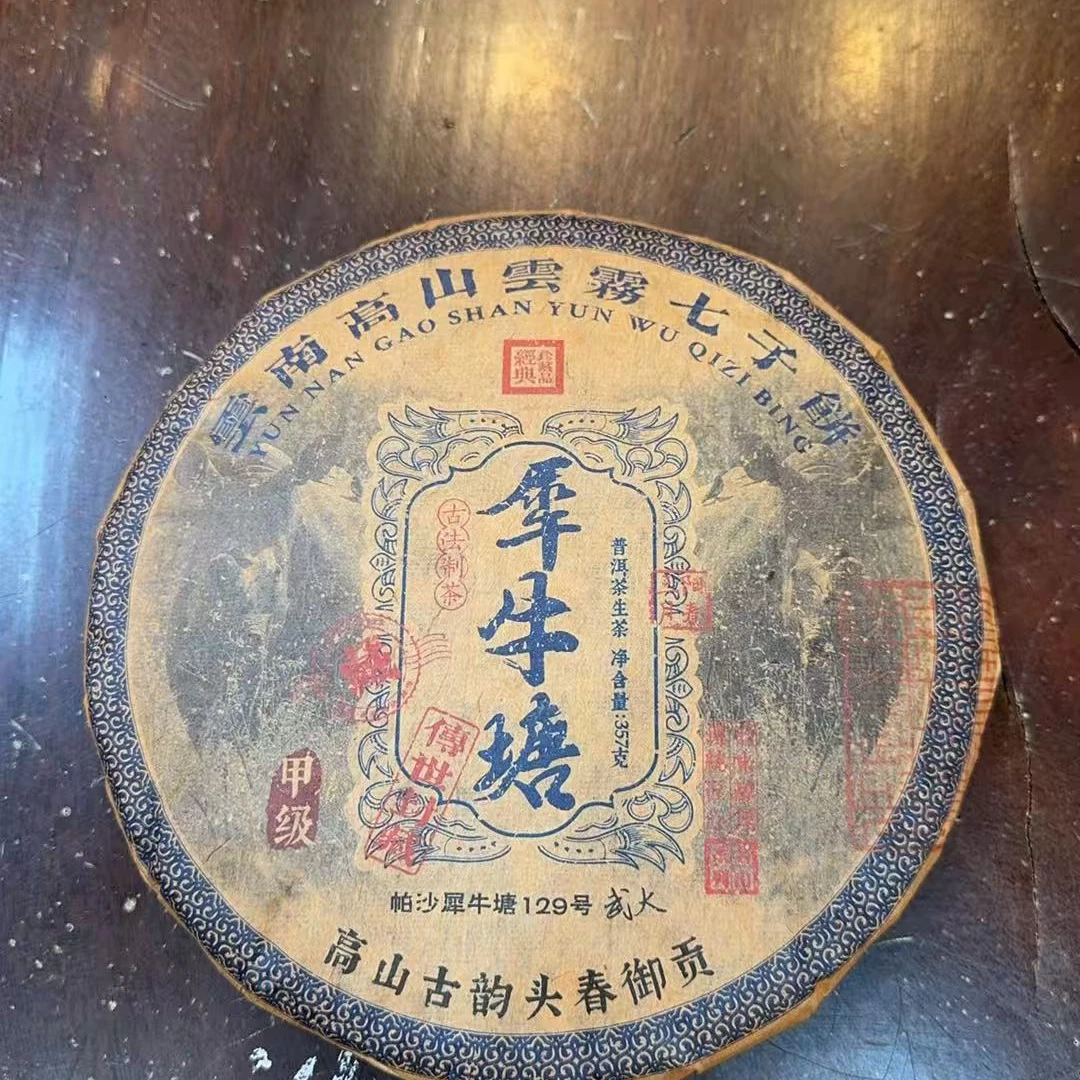 雲南高山雲霧七子餅
YUN NAN GAO SHAN YUN WU QIZI BING
珍藏品
經典
古法制茶
犀牛塘
普洱茶生茶 净含量:357克
傳世
甲级
帕沙犀牛塘129号
高山古韵头春御贡